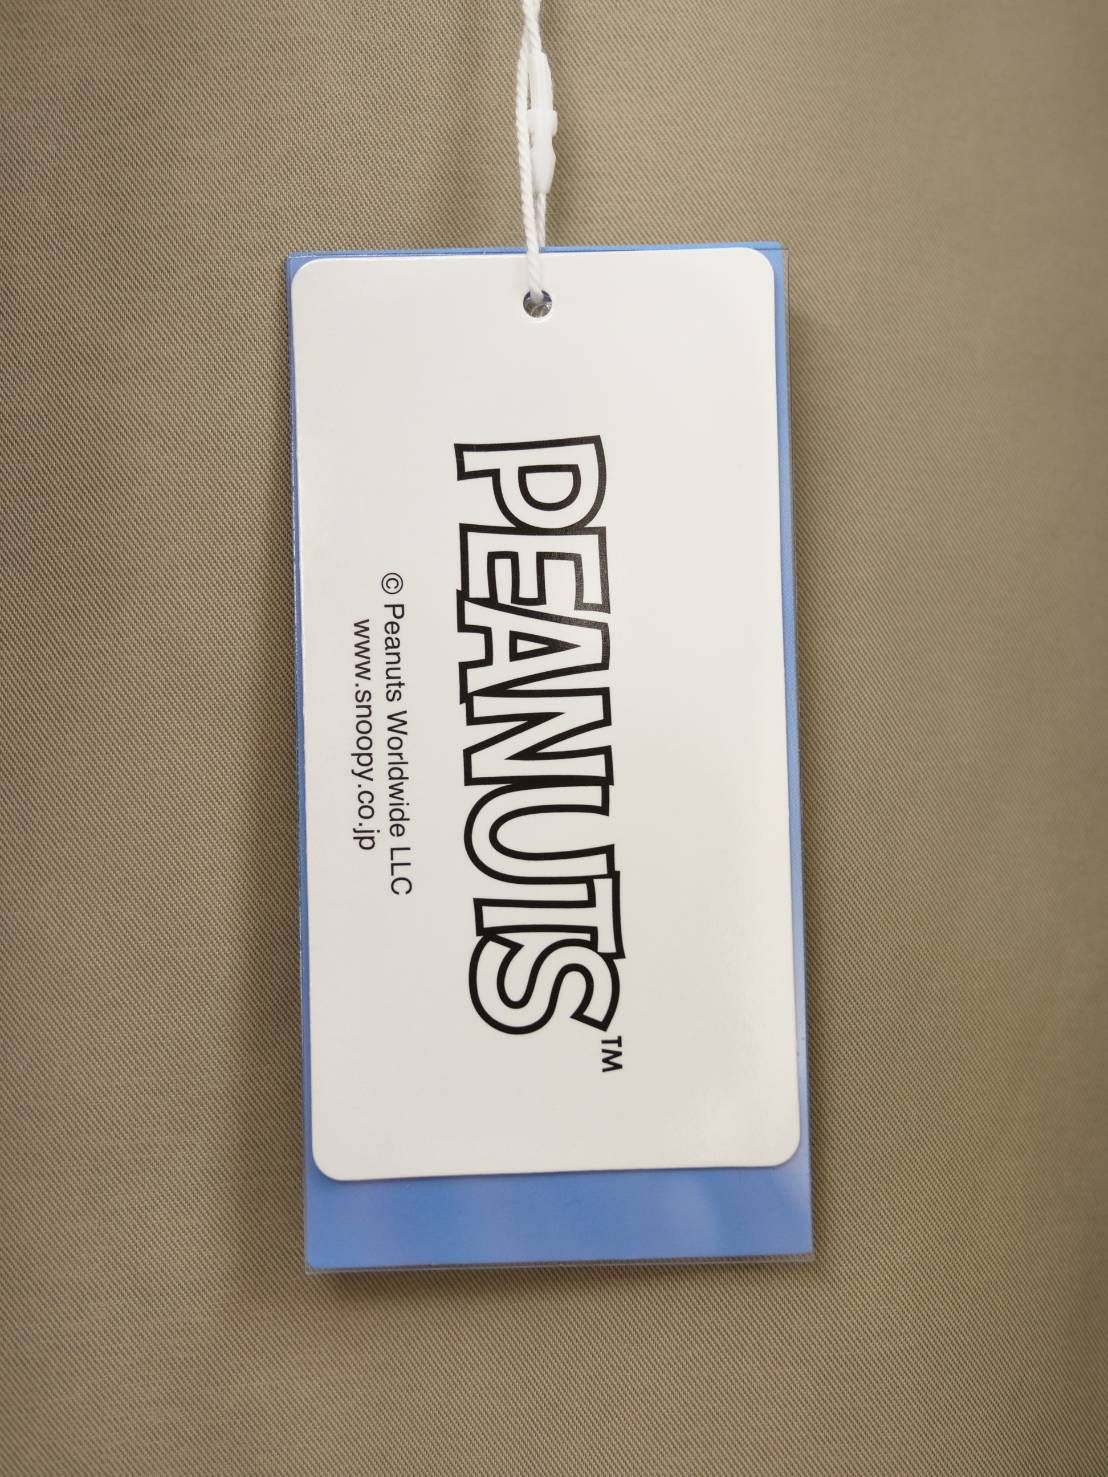 PEANUTS™
© Peanuts Worldwide LLC
www.snoopy.co.jp